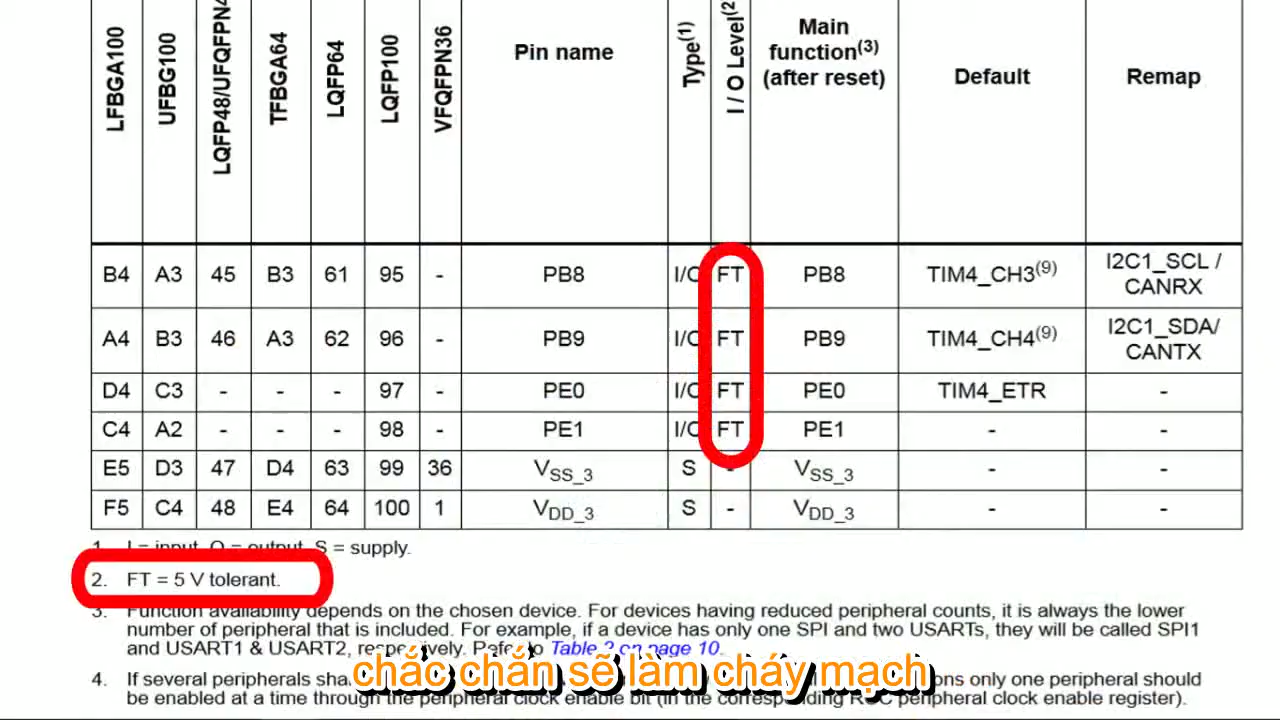 LFBGA100 UFBG100 LQFP48/UFQFPN4 TFBGA64 LQFP64 LQFP100 VFQFPN36 Pin name Type(1) I / O Level(2 Main function(3) (after reset) Default Remap
B4 A3 45 B3 61 95 - PB8 I/O FT PB8 TIM4_CH3(9) I2C1_SCL / CANRX
A4 B3 46 A3 62 96 - PB9 I/O FT PB9 TIM4_CH4(9) I2C1_SDA/ CANTX
D4 C3 - - - 97 - PE0 I/O FT PE0 TIM4_ETR -
C4 A2 - - - 98 - PE1 I/O FT PE1 - -
E5 D3 47 D4 63 99 36 VSS_3 S - VSS_3 - -
F5 C4 48 E4 64 100 1 VDD_3 S - VDD_3 - -
1. I = input, O = output, S = supply.
2. FT = 5 V tolerant.
3. Function availability depends on the chosen device. For devices having reduced peripheral counts, it is always the lower
number of peripheral that is included. For example, if a device has only one SPI and two USARTs, they will be called SPI1
and USART1 & USART2, respectively. Refer to Table 2 on page 10.
chắc chắn sẽ làm cháy mạch
4. If several peripherals sha only one peripheral should
be enabled at a time through the peripheral clock enable bit (in the corresponding RCC peripheral clock enable register).